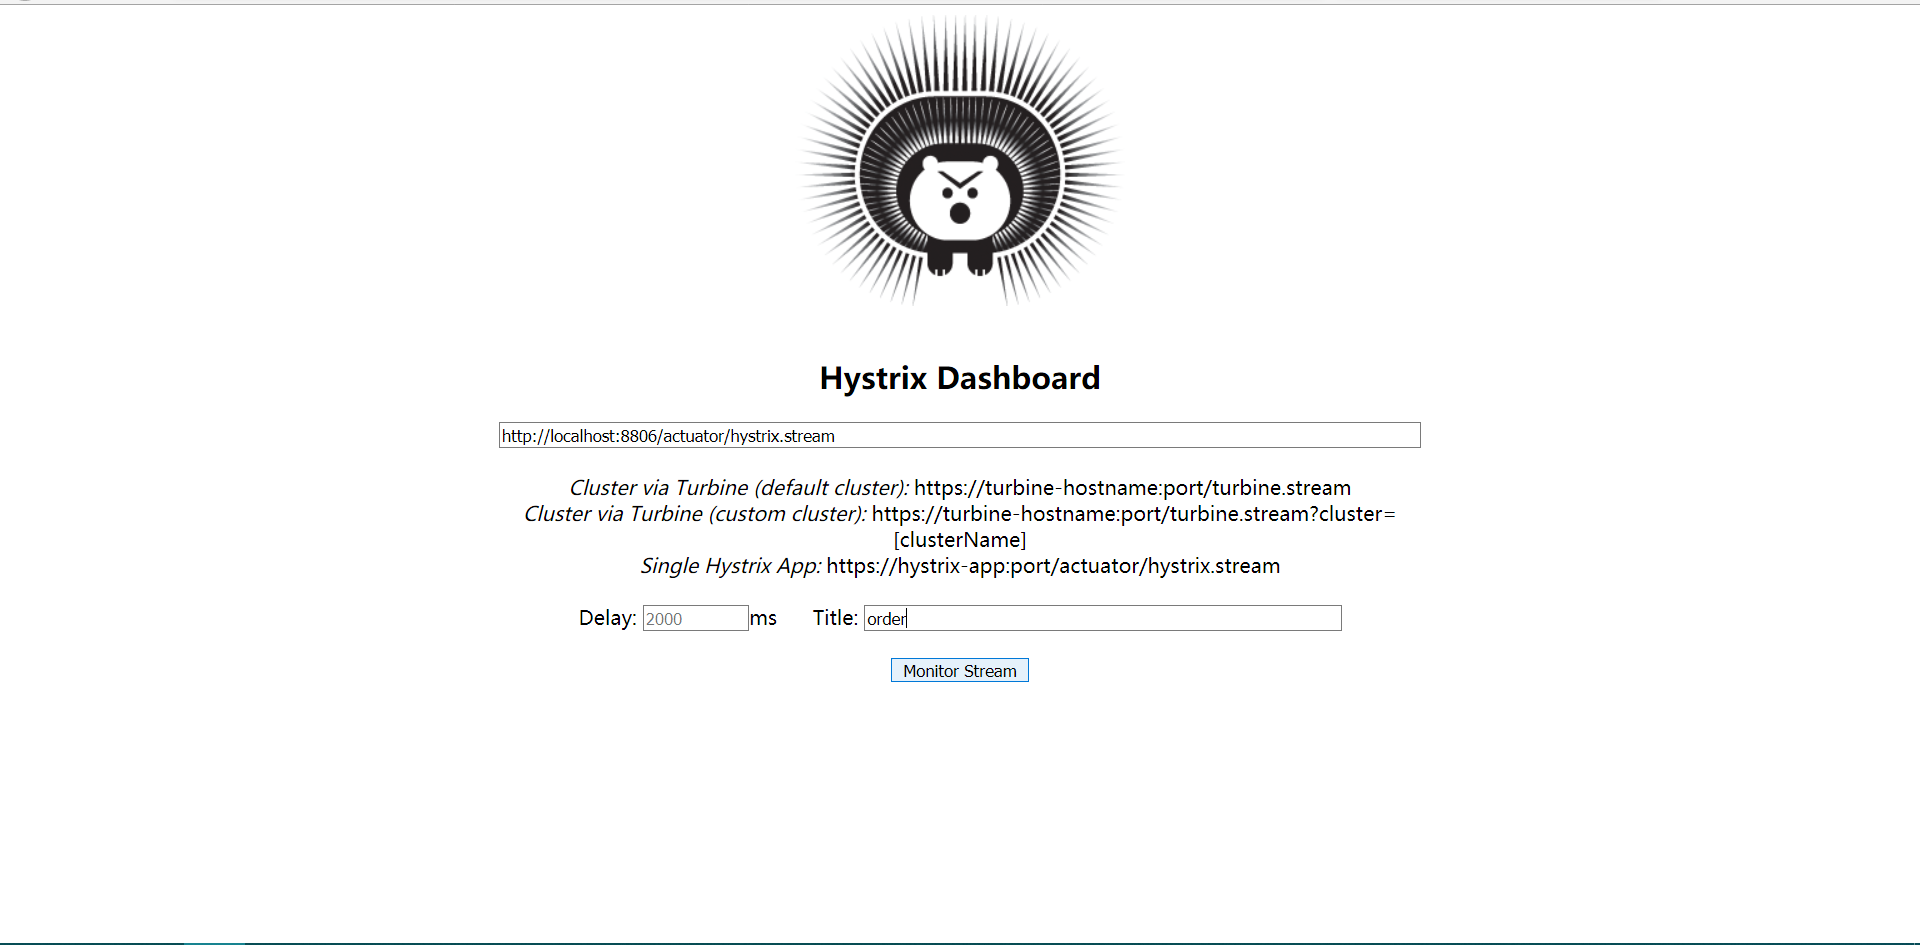 Hystrix Dashboard
http://localhost:8806/actuator/hystrix.stream
Cluster via Turbine (default cluster): https://turbine-hostname:port/turbine.stream
Cluster via Turbine (custom cluster): https://turbine-hostname:port/turbine.stream?cluster=
[clusterName]
Single Hystrix App: https://hystrix-app:port/actuator/hystrix.stream
Delay: 2000 ms Title: order
Monitor Stream